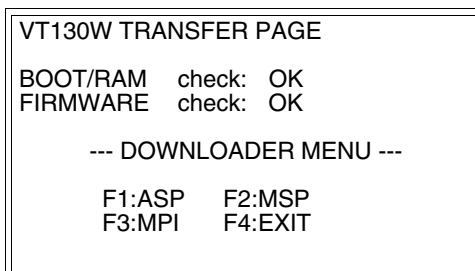 VT130W TRANSFER PAGE
BOOT/RAM check: OK
FIRMWARE check: OK
--- DOWNLOADER MENU ---
F1:ASP F2:MSP
F3:MPI F4:EXIT